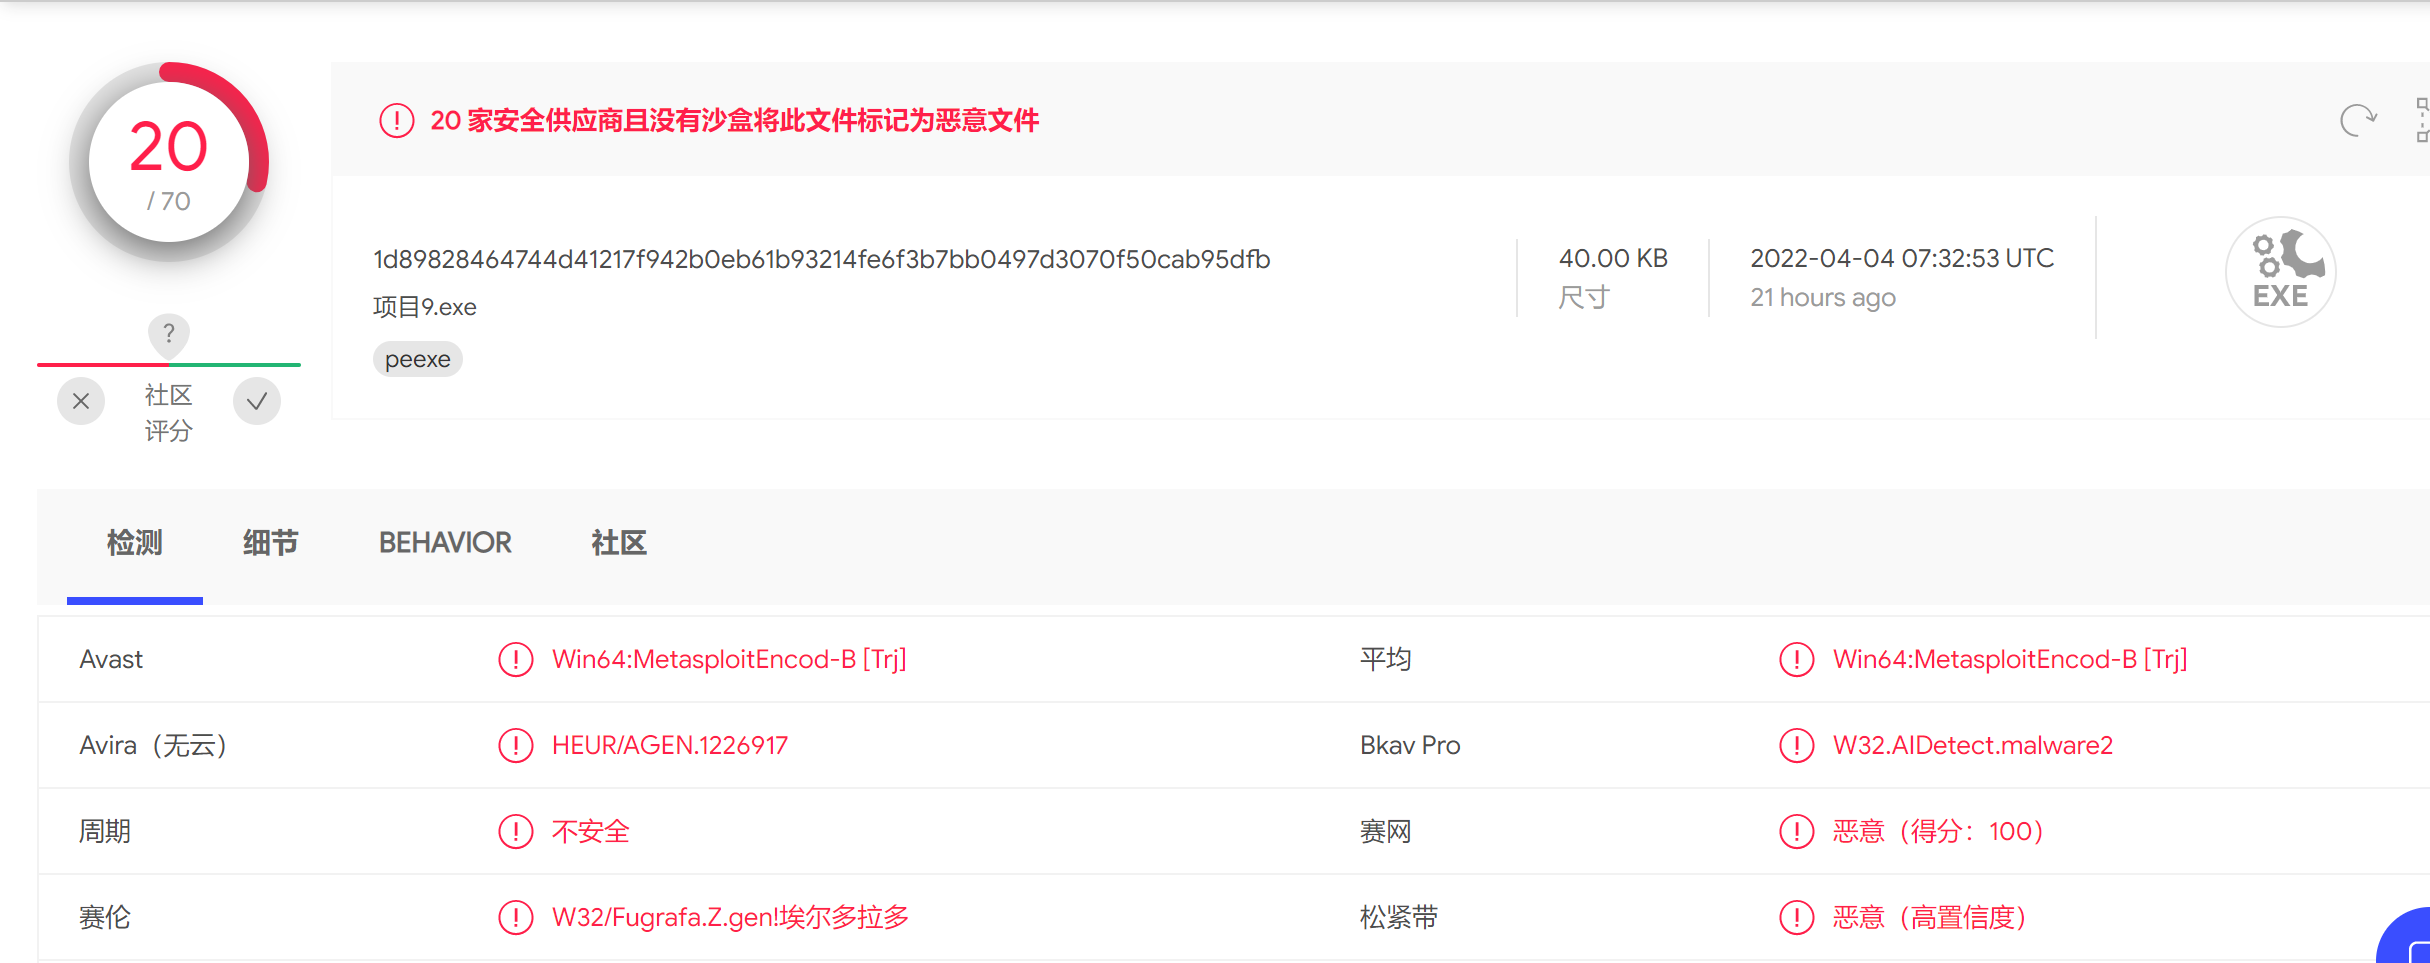 20
/ 70
20 家安全供应商且没有沙盒将此文件标记为恶意文件
1d89828464744d41217f942b0eb61b93214fe6f3b7bb0497d3070f50cab95dfb
项目9.exe
peexe
40.00 KB
尺寸
2022-04-04 07:32:53 UTC
21 hours ago
EXE
?
社区
评分
检测 细节 BEHAVIOR 社区
Avast Win64:MetasploitEncod-B [Trj] 平均 Win64:MetasploitEncod-B [Trj]
Avira（无云） HEUR/AGEN.1226917 Bkav Pro W32.AIDetect.malware2
周期 不安全 赛网 恶意（得分：100）
赛伦 W32/Fugrafa.Z.gen!埃尔多拉多 松紧带 恶意（高置信度）